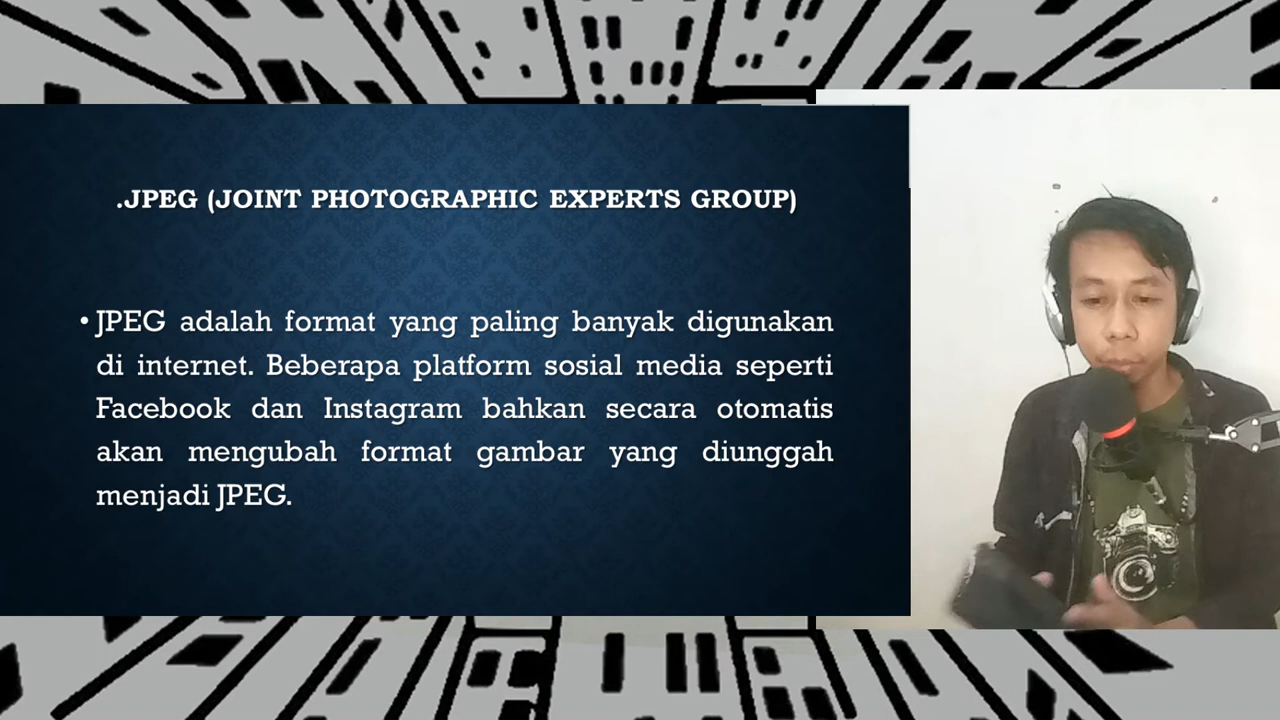 .JPEG (JOINT PHOTOGRAPHIC EXPERTS GROUP)
• JPEG adalah format yang paling banyak digunakan
di internet. Beberapa platform sosial media seperti
Facebook dan Instagram bahkan secara otomatis
akan mengubah format gambar yang diunggah
menjadi JPEG.